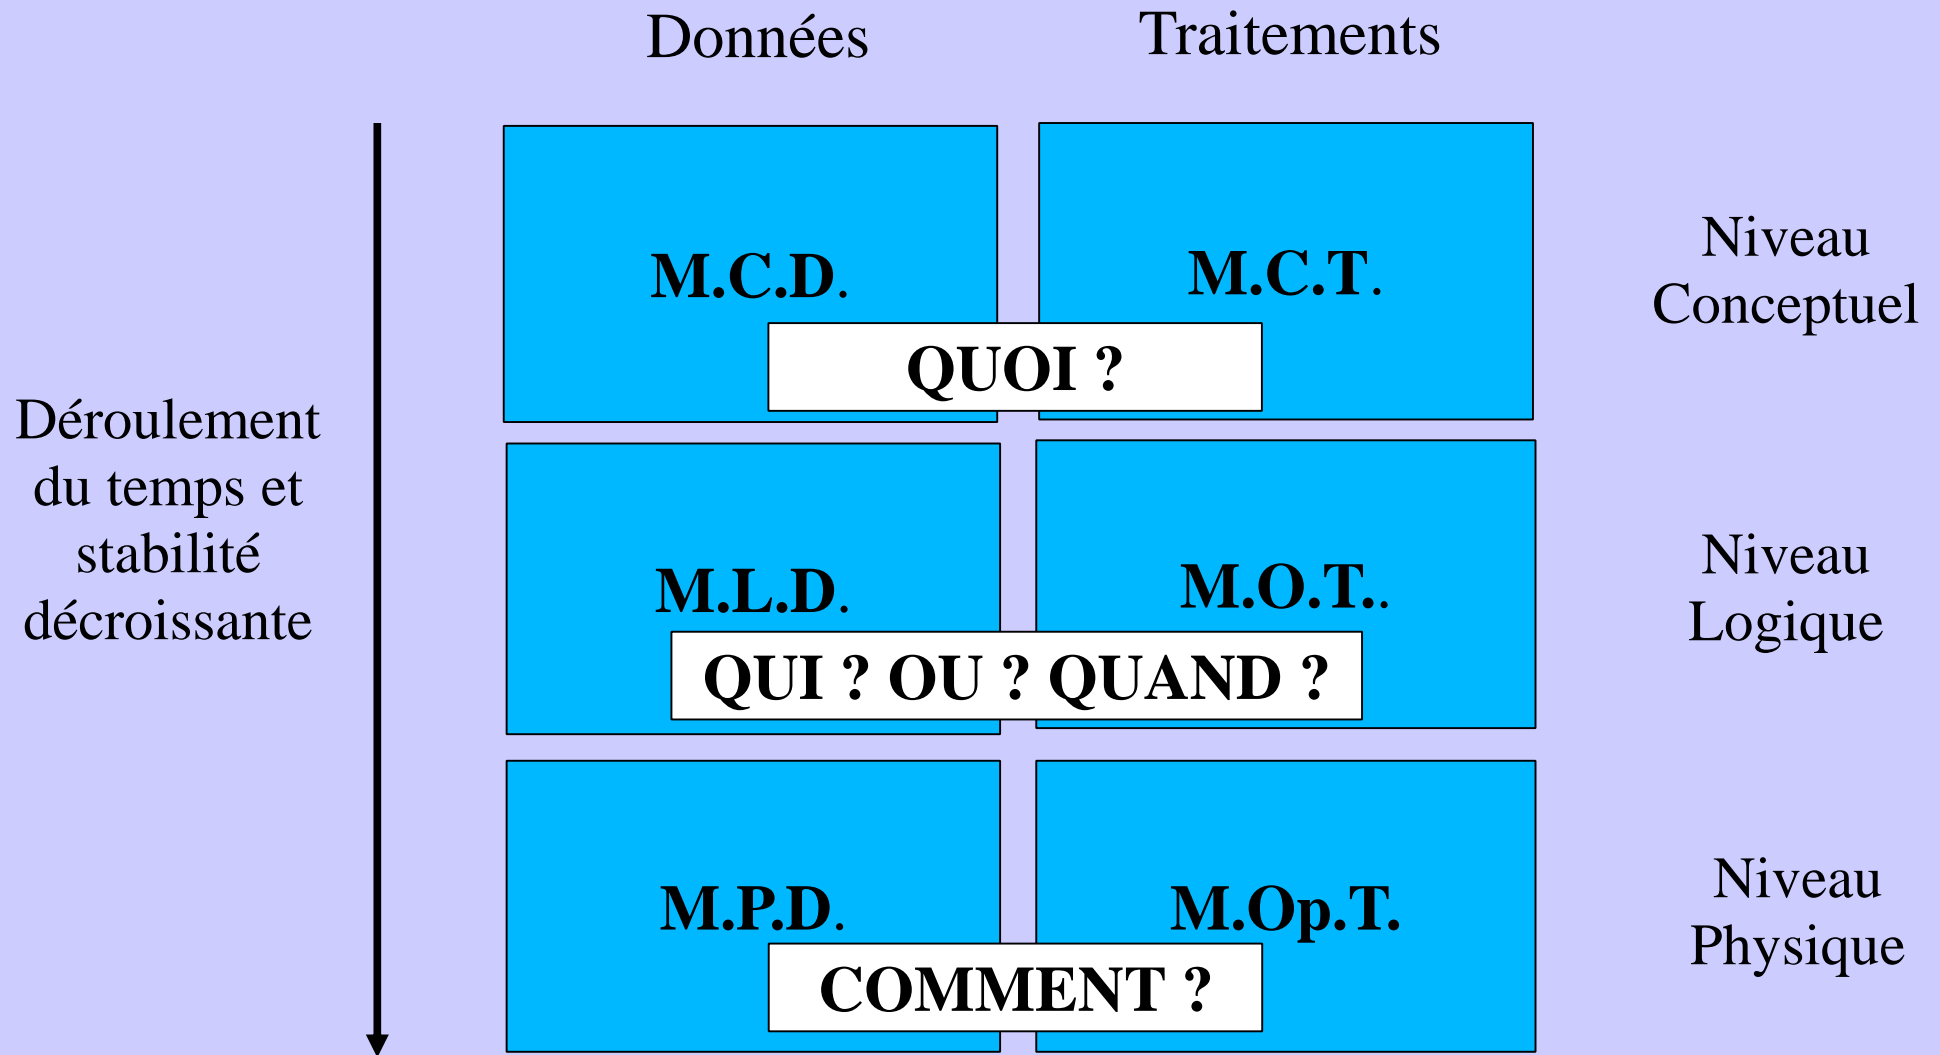 Données
Traitements
M.C.D.
M.C.T.
QUOI ?
Niveau
Conceptuel
Déroulement
du temps et
stabilité
décroissante
M.L.D.
M.O.T..
QUI ? OU ? QUAND ?
Niveau
Logique
M.P.D.
M.Op.T.
COMMENT ?
Niveau
Physique